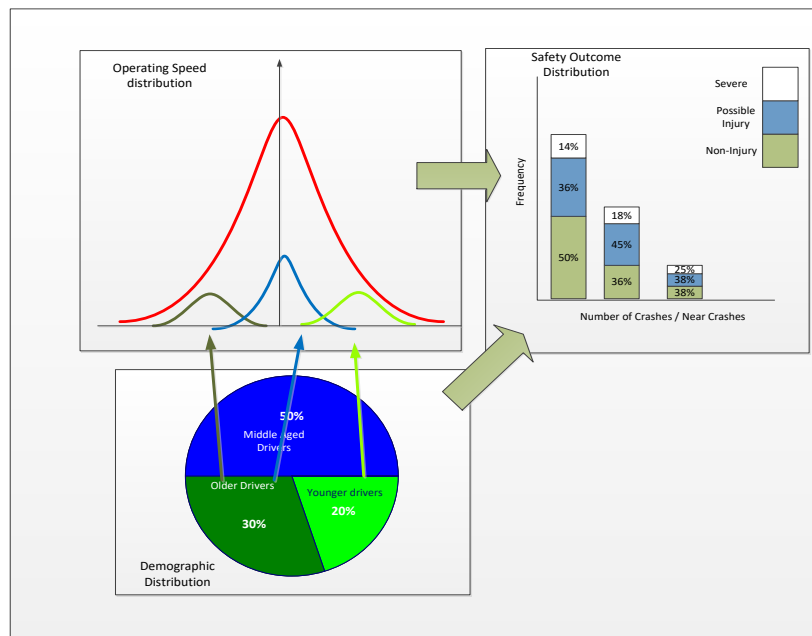 Operating Speed
distribution
Safety Outcome
Distribution
Severe
Possible
Injury
Non-Injury
Frequency
14%
36%
50%
18%
45%
36%
25%
38%
38%
Number of Crashes / Near Crashes
50%
Middle Aged
Drivers
Older Drivers
30%
Younger drivers
20%
Demographic
Distribution